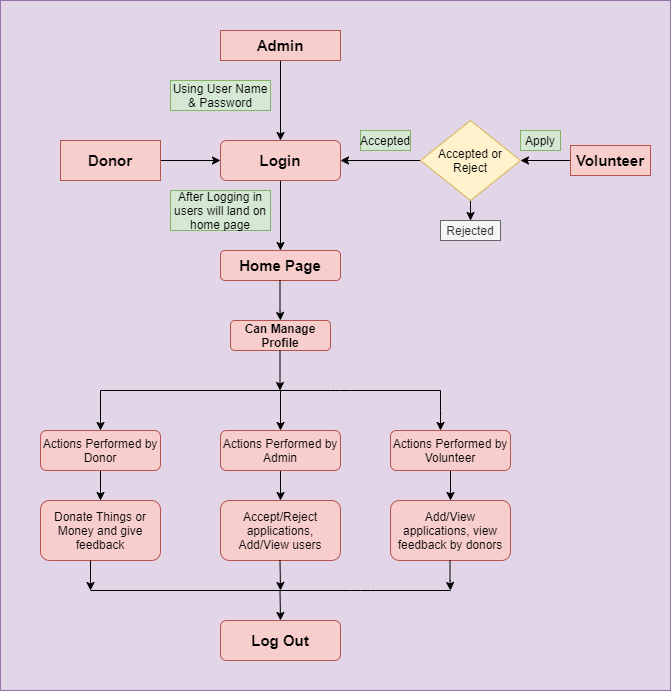 Admin
Using User Name
& Password
Donor
Login
Accepted
Accepted or
Reject
Apply
Volunteer
Rejected
After Logging in
users will land on
home page
Home Page
Can Manage
Profile
Actions Performed by
Donor
Actions Performed by
Admin
Actions Performed by
Volunteer
Donate Things or
Money and give
feedback
Accept/Reject
applications,
Add/View users
Add/View
applications, view
feedback by donors
Log Out